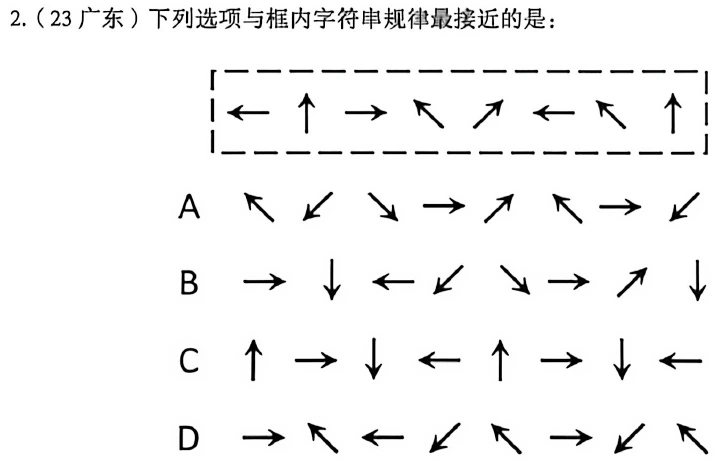 2.（23 广东）下列选项与框内字符串规律最接近的是：
← ↑ → ↖ ↗ ← ↖ ↑
A ↖ ↙ ↘ → ↗ ↖ → ↙
B → ↓ ← ↙ ↘ → ↗ ↓
C ↑ → ↓ ← ↑ → ↓ ←
D → ↖ ← ↙ ↖ → ↙ ↖